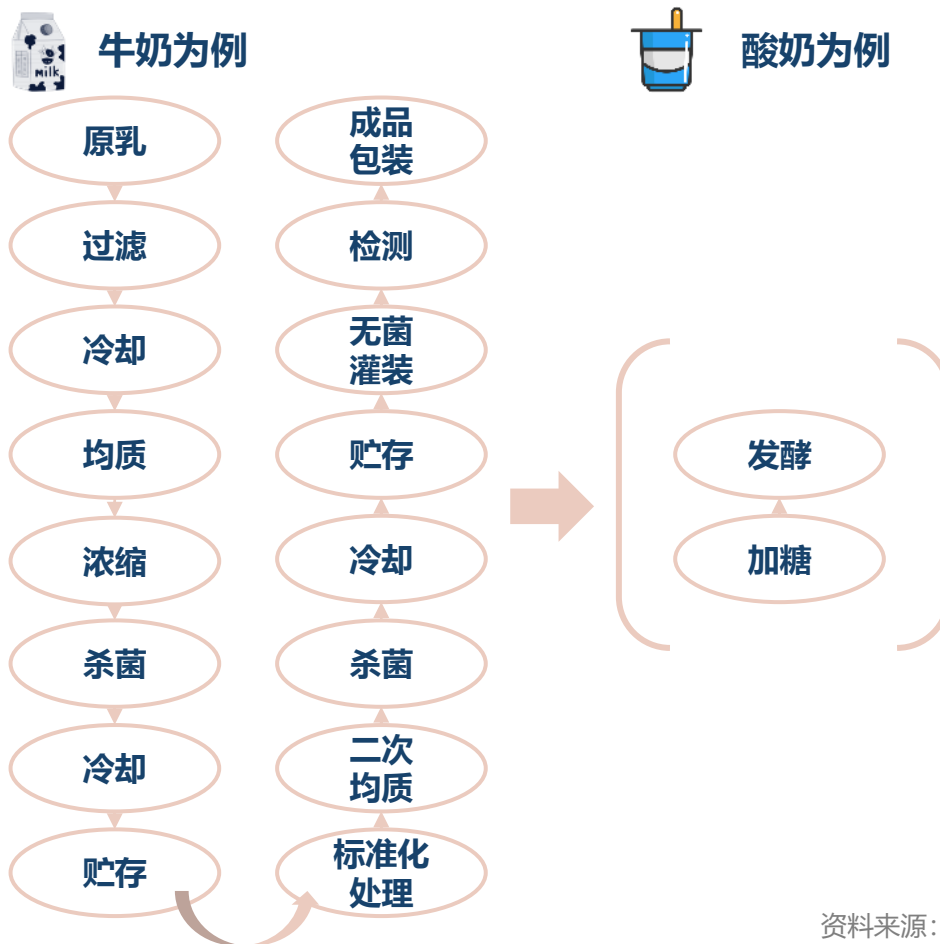 牛奶为例
Milk
原乳
过滤
冷却
均质
浓缩
杀菌
冷却
贮存
成品
包装
检测
无菌
灌装
贮存
冷却
杀菌
二次
均质
标准化
处理
酸奶为例
发酵
加糖
资料来源：